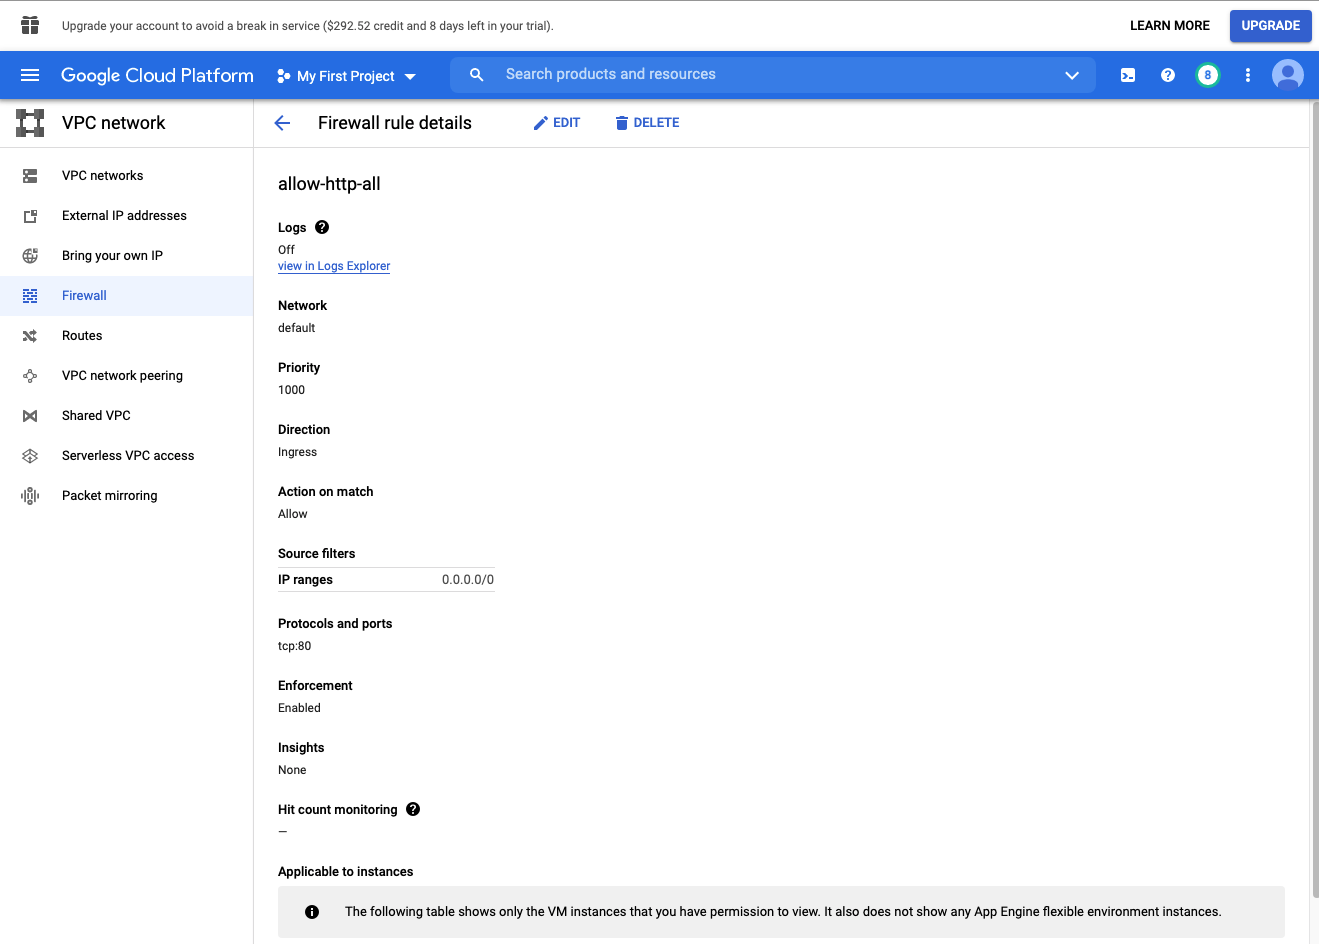 Upgrade your account to avoid a break in service ($292.52 credit and 8 days left in your trial).
LEARN MORE
UPGRADE
Google Cloud Platform
My First Project
Search products and resources
8
VPC network
Firewall rule details
EDIT
DELETE
VPC networks
External IP addresses
Bring your own IP
Firewall
Routes
VPC network peering
Shared VPC
Serverless VPC access
Packet mirroring
allow-http-all
Logs
Off
view in Logs Explorer
Network
default
Priority
1000
Direction
Ingress
Action on match
Allow
Source filters
IP ranges 0.0.0.0/0
Protocols and ports
tcp:80
Enforcement
Enabled
Insights
None
Hit count monitoring
—
Applicable to instances
The following table shows only the VM instances that you have permission to view. It also does not show any App Engine flexible environment instances.